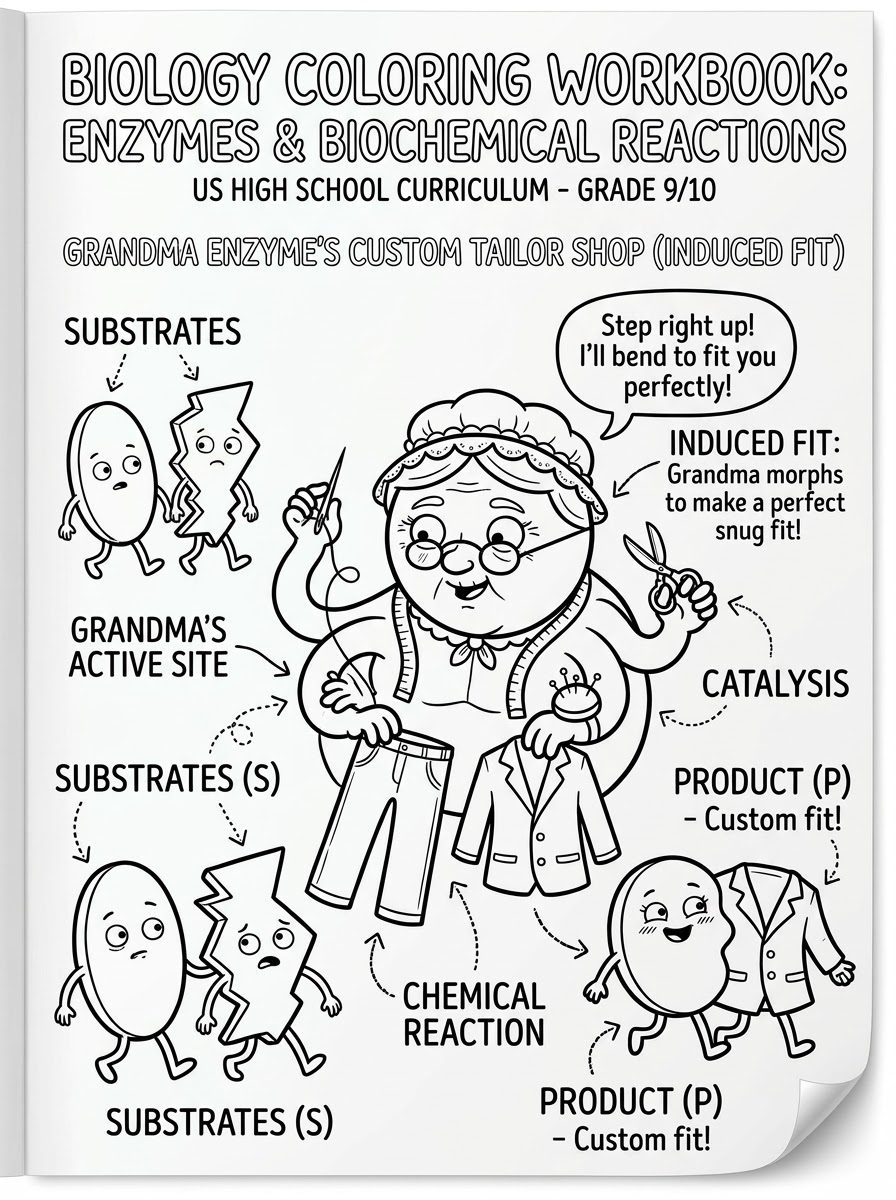 BIOLOGY COLORING WORKBOOK:
ENZYMES & BIOCHEMICAL REACTIONS
US HIGH SCHOOL CURRICULUM – GRADE 9/10
GRANDMA ENZYME'S CUSTOM TAILOR SHOP (INDUCED FIT)
SUBSTRATES
Step right up!
I'll bend to fit you
perfectly!
INDUCED FIT:
Grandma morphs
to make a perfect
snug fit!
GRANDMA'S
ACTIVE SITE
CATALYSIS
SUBSTRATES (S)
PRODUCT (P)
– Custom fit!
CHEMICAL
REACTION
SUBSTRATES (S)
PRODUCT (P)
– Custom fit!